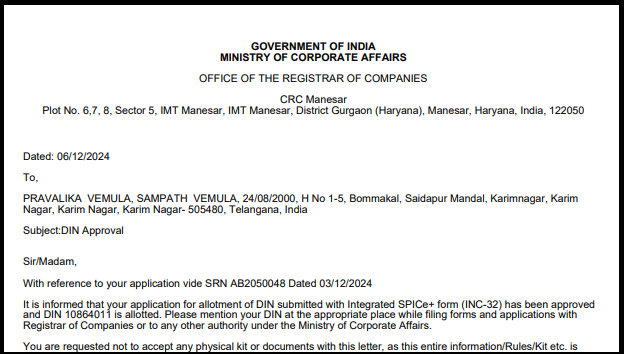 GOVERNMENT OF INDIA
MINISTRY OF CORPORATE AFFAIRS
OFFICE OF THE REGISTRAR OF COMPANIES
CRC Manesar
Plot No. 6,7, 8, Sector 5, IMT Manesar, IMT Manesar, District Gurgaon (Haryana), Manesar, Haryana, India, 122050
Dated: 06/12/2024
To,
PRAVALIKA VEMULA, SAMPATH VEMULA, 24/08/2000, H No 1-5, Bommakal, Saidapur Mandal, Karimnagar, Karim
Nagar, Karim Nagar, Karim Nagar- 505480, Telangana, India
Subject:DIN Approval
Sir/Madam,
With reference to your application vide SRN AB2050048 Dated 03/12/2024
It is informed that your application for allotment of DIN submitted with Integrated SPICe+ form (INC-32) has been approved
and DIN 10864011 is allotted. Please mention your DIN at the appropriate place while filing forms and applications with
Registrar of Companies or to any other authority under the Ministry of Corporate Affairs.
You are requested not to accept any physical kit or documents with this letter, as this entire information/Rules/Kit etc. is